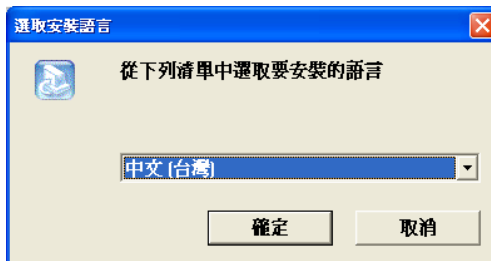 選取安裝語言
從下列清單中選取要安裝的語言
中文 (台灣)
確定
取消